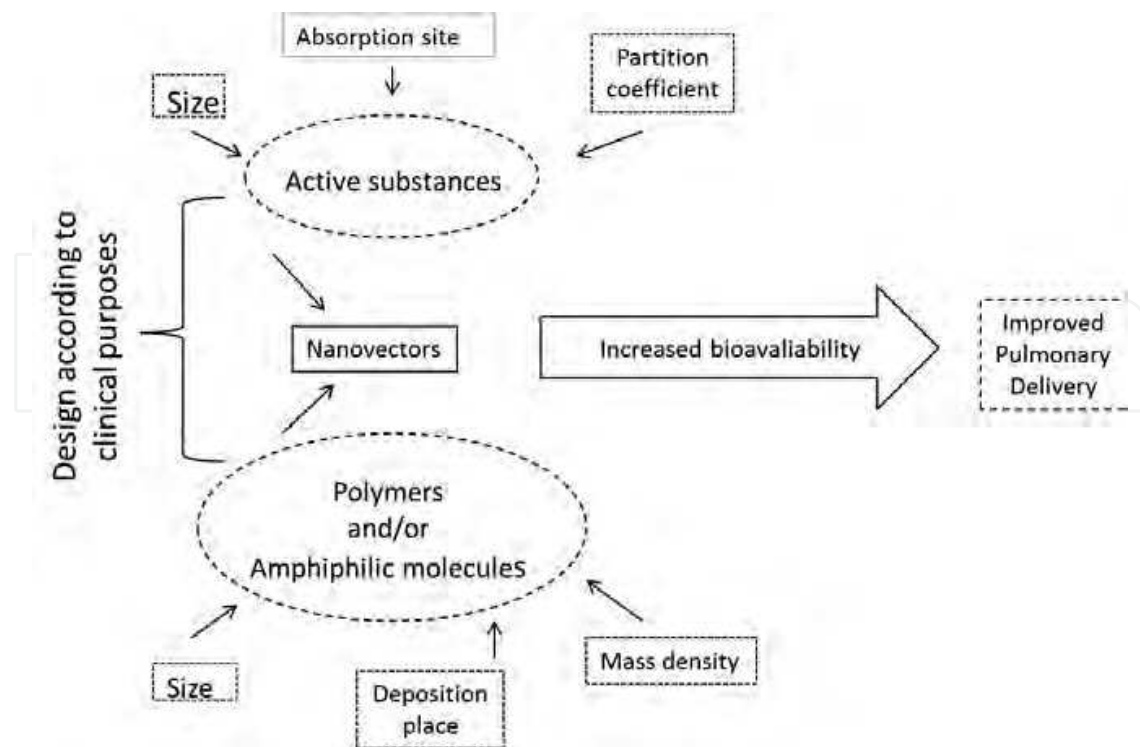 Absorption site
Partition
coefficient
Size
Active substances
Design according to
clinical purposes
Nanovectors
Increased bioavaliability
Improved
Pulmonary
Delivery
Polymers
and/or
Amphiphilic molecules
Size
Deposition
place
Mass density